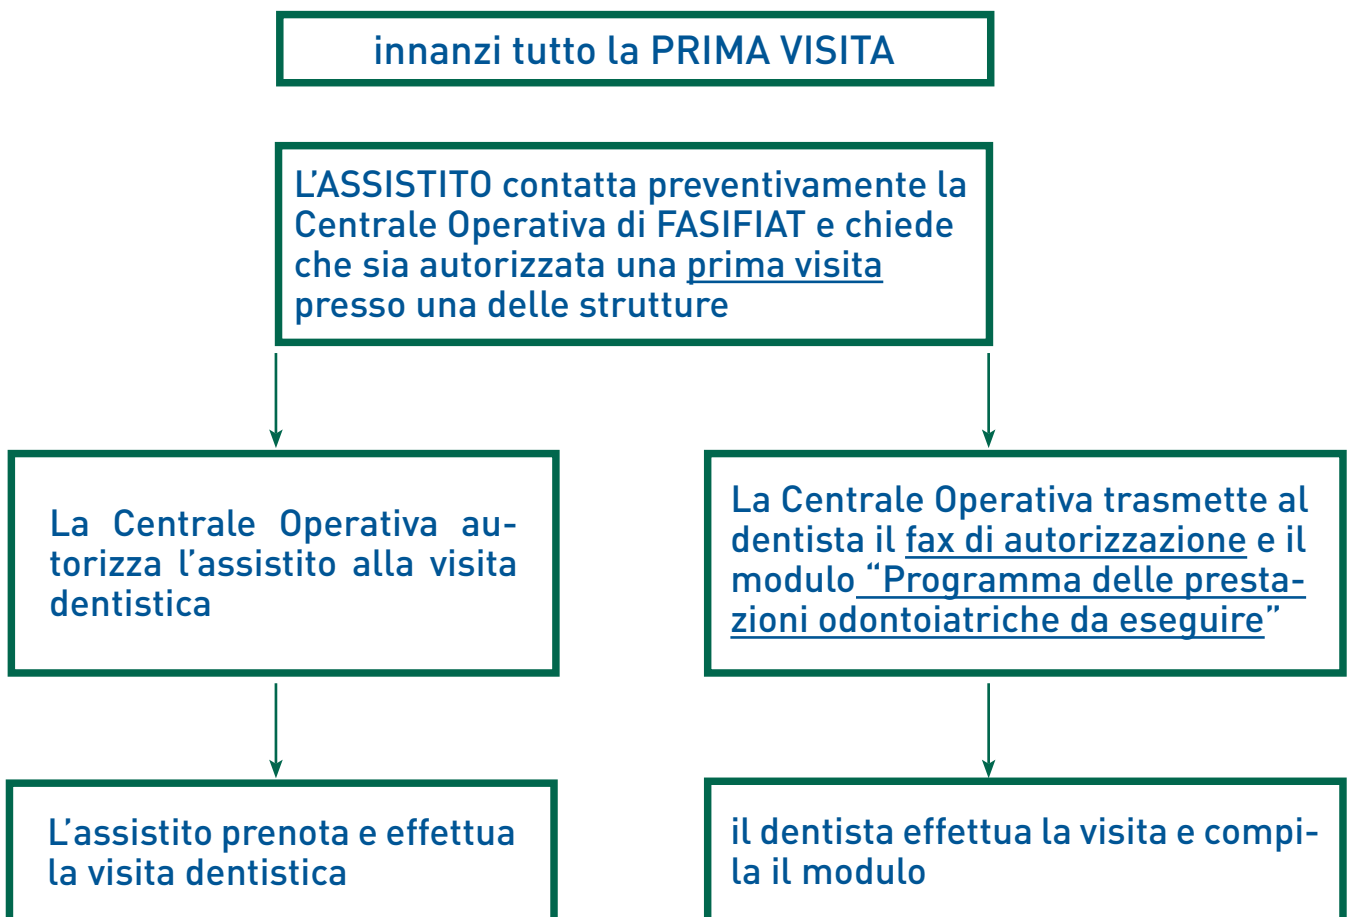 innanzi tutto la PRIMA VISITA
L'ASSISTITO contatta preventivamente la
Centrale Operativa di FASIFIAT e chiede
che sia autorizzata una prima visita
presso una delle strutture
La Centrale Operativa au-
torizza l'assistito alla visita
dentistica
La Centrale Operativa trasmette al
dentista il fax di autorizzazione e il
modulo “Programma delle presta-
zioni odontoiatriche da eseguire”
L'assistito prenota e effettua
la visita dentistica
il dentista effettua la visita e compi-
la il modulo